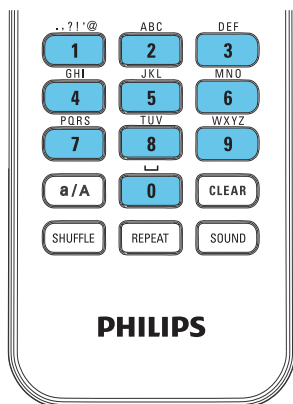 .,?!'@ ABC DEF
1 2 3
GHI JKL MNO
4 5 6
PQRS TUV WXYZ
7 8 9
a/A 0 CLEAR
SHUFFLE REPEAT SOUND
PHILIPS